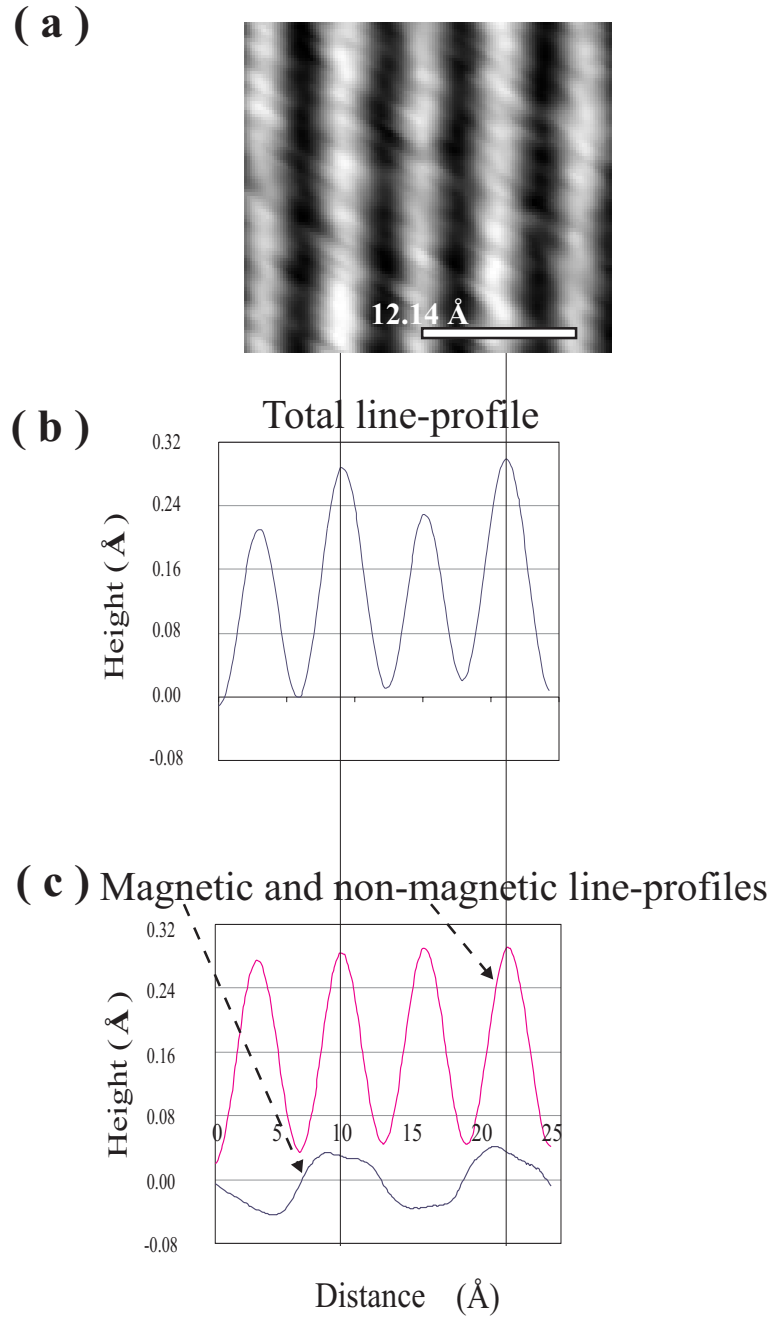 ( a )
12.14 Å
( b )
Total line-profile
Height ( Å )
0.32
0.24
0.16
0.08
0.00
-0.08
( c ) Magnetic and non-magnetic line-profiles
Height ( Å )
0.32
0.24
0.16
0.08
0 5 10 15 20 25
0.00
-0.08
Distance (Å)